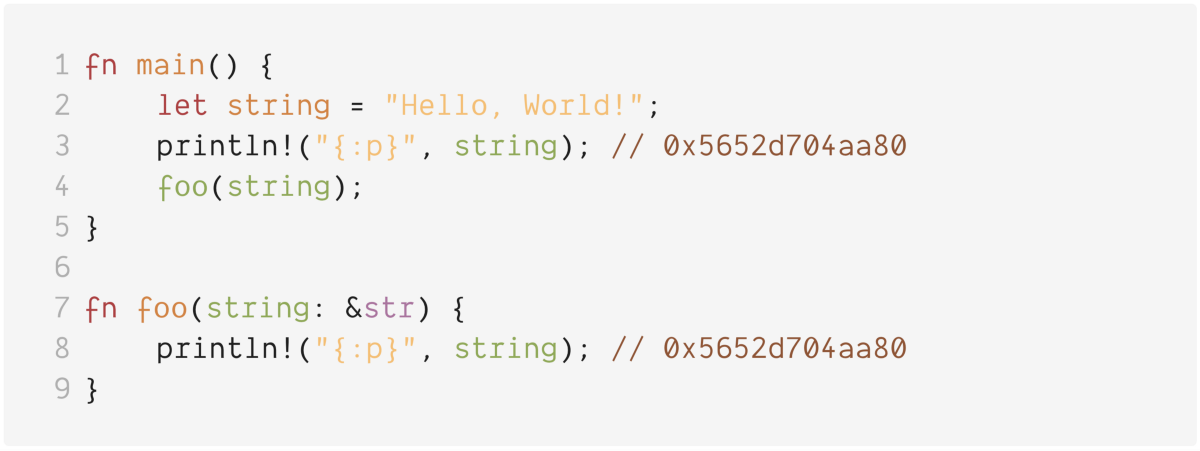 1 fn main() {
2     let string = "Hello, World!";
3     println!("{:p}", string); // 0x5652d704aa80
4     foo(string);
5 }
6
7 fn foo(string: &str) {
8     println!("{:p}", string); // 0x5652d704aa80
9 }